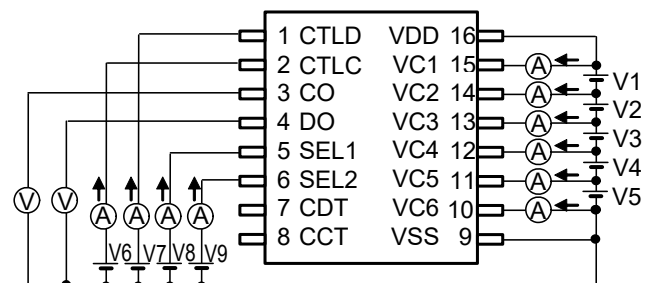 1 CTLD VDD 16
2 CTLC VC1 15 A
V1
3 CO VC2 14 A
V2
4 DO VC3 13 A
V3
5 SEL1 VC4 12 A
V4
6 SEL2 VC5 11 A
V5
V V A A A A 7 CDT VC6 10 A
8 CCT VSS 9
V6 V7 V8 V9